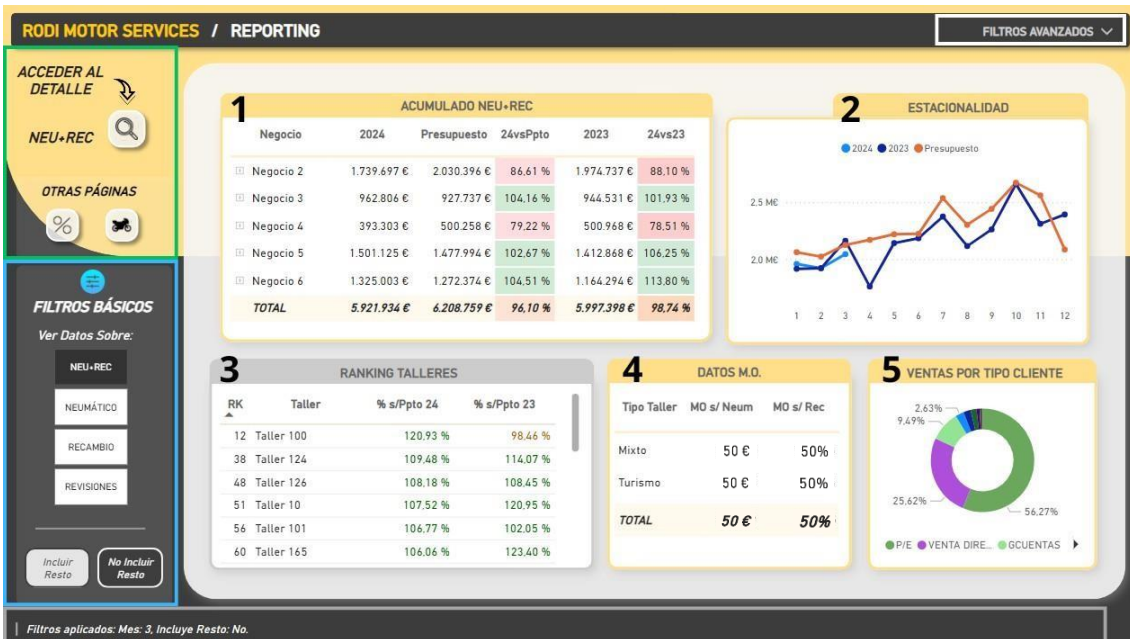 RODI MOTOR SERVICES / REPORTING
FILTROS AVANZADOS
ACCEDER AL
DETALLE
NEU+REC
OTRAS PÁGINAS
%
FILTROS BÁSICOS
Ver Datos Sobre:
NEU+REC
NEUMÁTICO
RECAMBIO
REVISIONES
Incluir
Resto
No Incluir
Resto
1 ACUMULADO NEU+REC
Negocio 2024 Presupuesto 24vsPpto 2023 24vs23
Negocio 2 1.739.697 € 2.030.396 € 86,61 % 1.974.737 € 88,10 %
Negocio 3 962.806 € 927.737 € 104,16 % 944.531 € 101,93 %
Negocio 4 393.303 € 500.258 € 79,22 % 500.968 € 78,51 %
Negocio 5 1.501.125 € 1.477.994 € 102,67 % 1.412.868 € 106,25 %
Negocio 6 1.325.003 € 1.272.374 € 104,51 % 1.164.294 € 113,80 %
TOTAL 5.921.934 € 6.208.759 € 96,10 % 5.997.398 € 98,74 %
2 ESTACIONALIDAD
2024 2023 Presupuesto
2.5 M€
2.0 M€
1 2 3 4 5 6 7 8 9 10 11 12
3 RANKING TALLERES
RK Taller % s/Ppto 24 % s/Ppto 23
12 Taller 100 120,93 % 98,46 %
38 Taller 124 109,48 % 114,07 %
48 Taller 126 108,18 % 108,45 %
51 Taller 10 107,52 % 120,95 %
56 Taller 101 106,77 % 102,05 %
60 Taller 165 106,06 % 123,40 %
4 DATOS M.O.
Tipo Taller MO s/ Neum MO s/ Rec
Mixto 50 € 50%
Turismo 50 € 50%
TOTAL 50 € 50%
5 VENTAS POR TIPO CLIENTE
2,63%
9,49%
25,62%
56,27%
P/E VENTA DIRE... GCUENTAS
Filtros aplicados: Mes: 3, Incluye Resto: No.